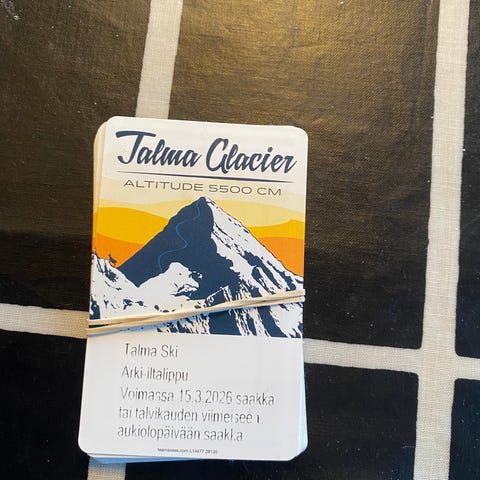 Talma Glacier
ALTITUDE 5500 CM
Talma Ski
Arki-iltalippu
Voimassa 15.3.2026 saakka
tai talvikauden viimeiseen
aukiolopäivään saakka